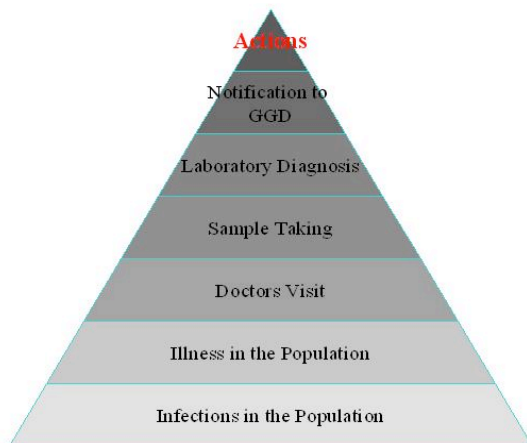 Actions
Notification to
GGD
Laboratory Diagnosis
Sample Taking
Doctors Visit
Illness in the Population
Infections in the Population